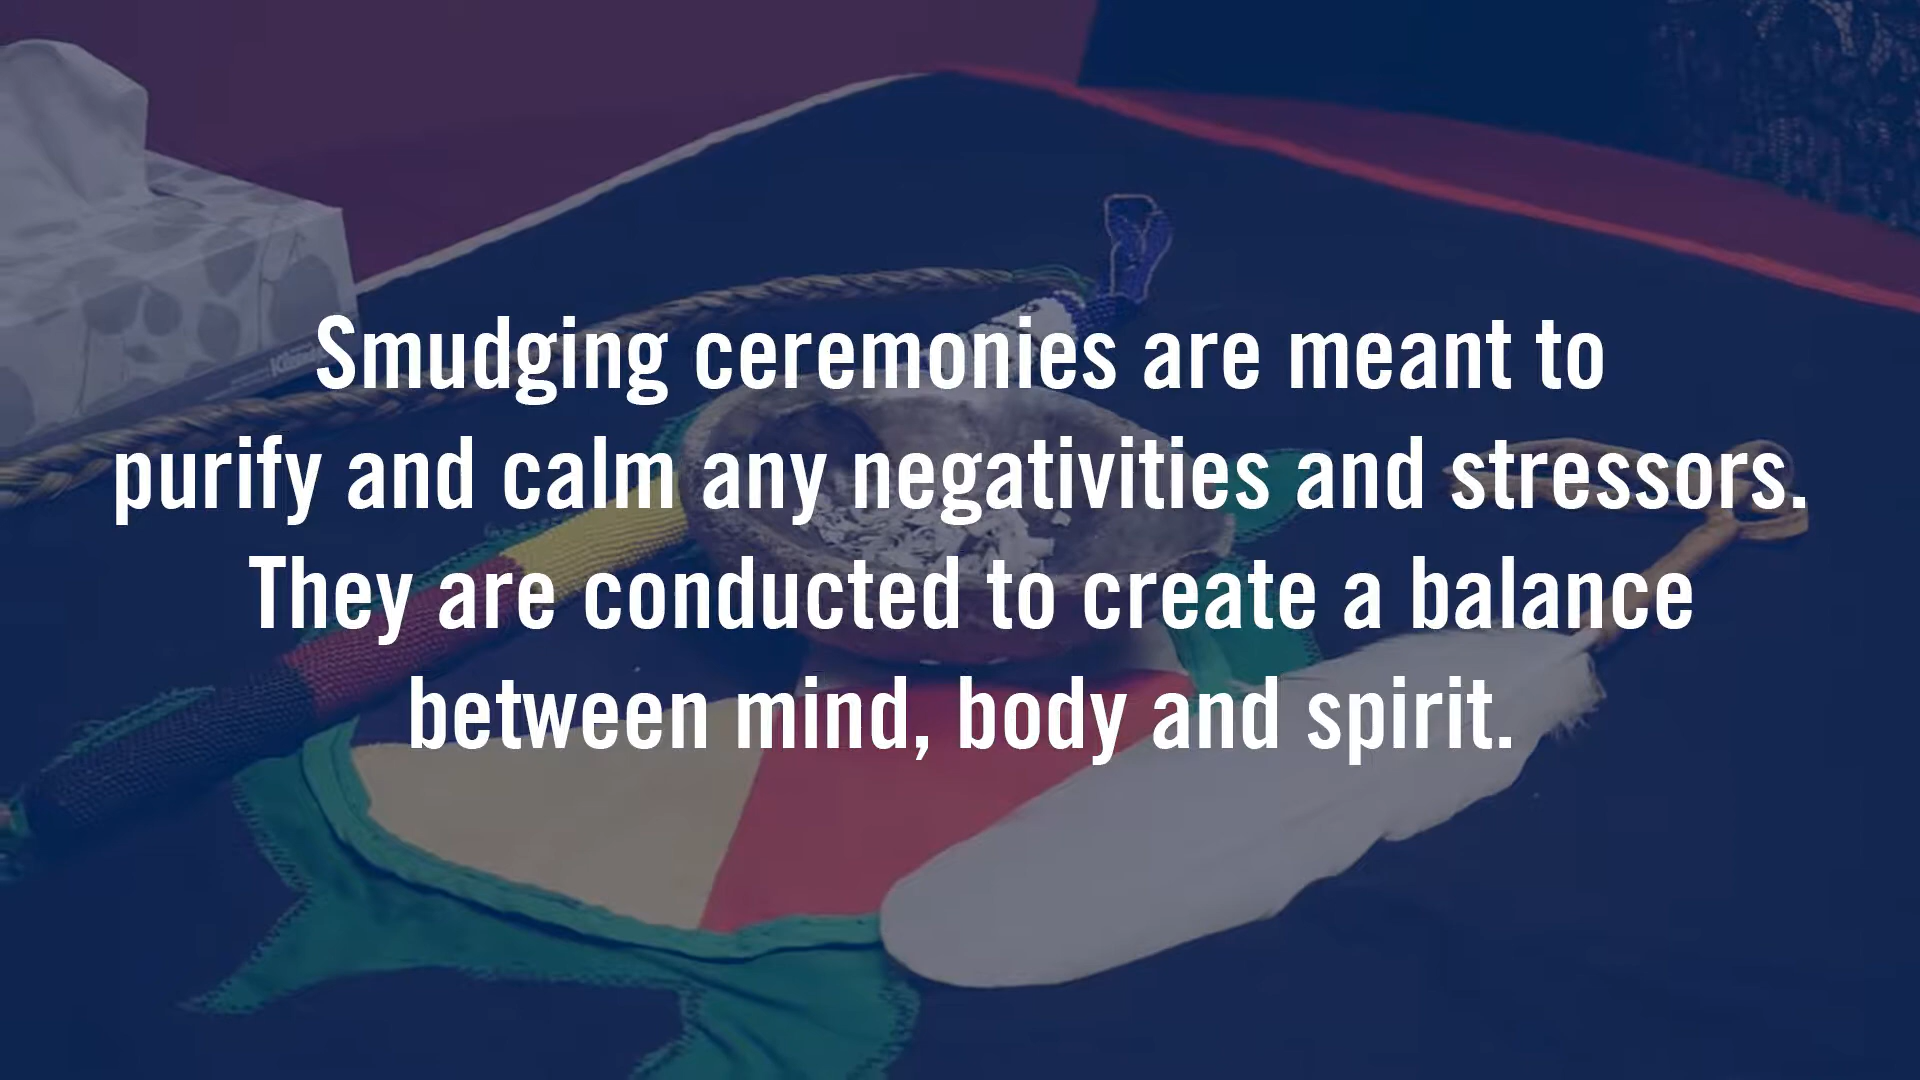 Smudging ceremonies are meant to
purify and calm any negativities and stressors.
They are conducted to create a balance
between mind, body and spirit.